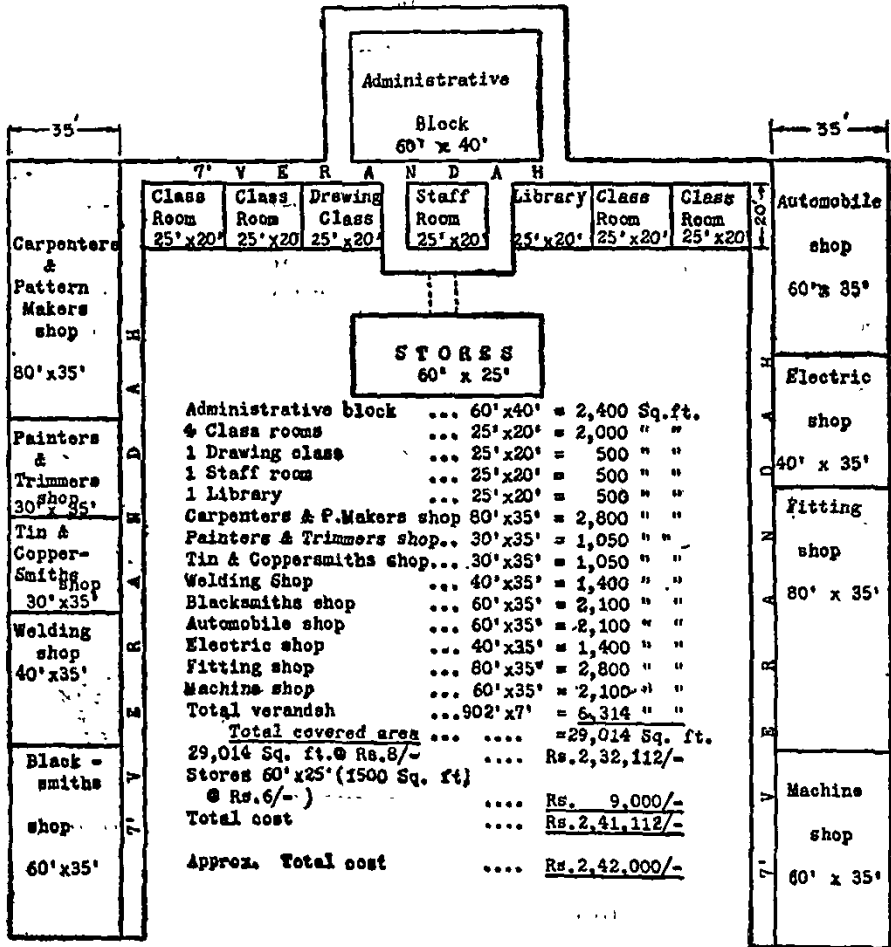 Administrative
Block
60' x 40'
35'
35'
7' VERANDAH
Class Room 25'x20'
Class Room 25'x20
Drawing Class 25'x20'
Staff Room 25'x20'
Library 25'x20'
Class Room 25'x20'
Class Room 25'x20
20'
Carpenters
&
Pattern
Makers
shop
80'x35'
Painters
&
Trimmers
shop
30' x 35'
Tin &
Copper-
Smiths
shop
30'x35'
Welding
shop
40'x35'
Black-
smiths
shop
60'x35'
7' VERANDAH
STORES
60' x 25'
Administrative block ... 60'x40' = 2,400 Sq.ft.
4 Class rooms ... 25'x20' = 2,000 " "
1 Drawing class ... 25'x20' = 500 " "
1 Staff room ... 25'x20' = 500 " "
1 Library ... 25'x20' = 500 " "
Carpenters & P.Makers shop 80'x35' = 2,800 " "
Painters & Trimmers shop.. 30'x35' = 1,050 " "
Tin & Coppersmiths shop... 30'x35' = 1,050 " "
Welding Shop ... 40'x35' = 1,400 " "
Blacksmiths shop ... 60'x35' = 2,100 " "
Automobile shop ... 60'x35' = 2,100 " "
Electric shop ... 40'x35' = 1,400 " "
Fitting shop ... 80'x35' = 2,800 " "
Machine shop ... 60'x35' = 2,100 " "
Total verandah ...902'x7' = 6,314 " "
Total covered area ... .... =29,014 Sq. ft.
29,014 Sq. ft.@ Rs.8/- .... Rs.2,32,112/-
Stores 60'x25'(1500 Sq. ft)
@ Rs.6/-) .... Rs. 9,000/-
Total cost .... Rs.2,41,112/-
Approx. Total cost .... Rs.2,42,000/-
7' VERANDAH
Automobile
shop
60'x 35'
Electric
shop
40' x 35'
Fitting
shop
80' x 35'
Machine
shop
60' x 35'